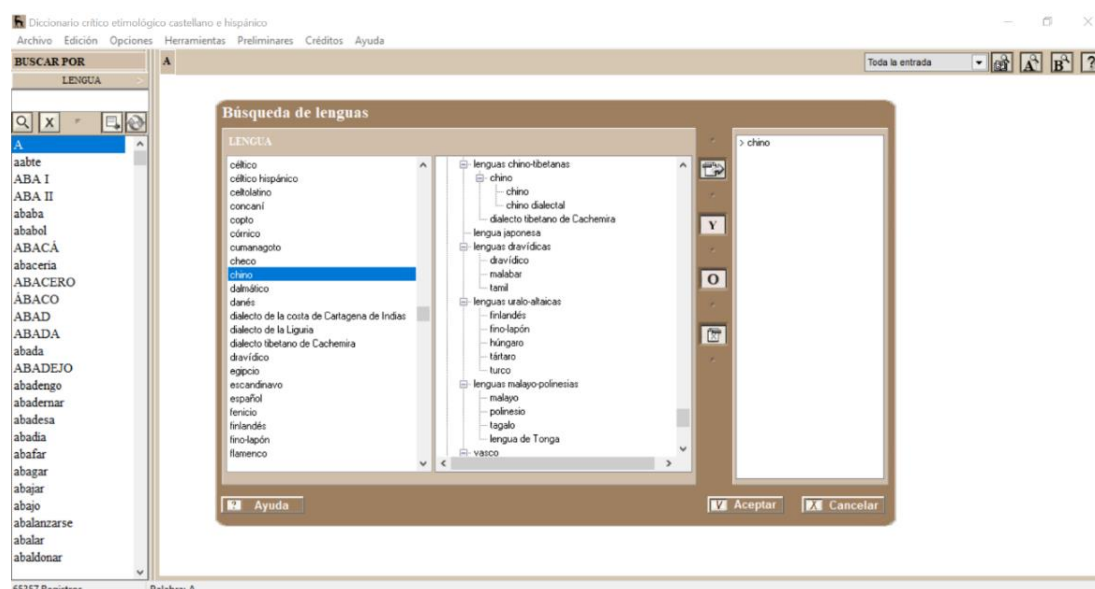 Diccionario crítico etimológico castellano e hispánico
Archivo Edición Opciones Herramientas Preliminares Créditos Ayuda
BUSCAR POR
LENGUA
A
Toda la entrada
A
B
?
X
A
aabte
ABA I
ABA II
ababa
ababol
ABACÁ
abacería
ABACERO
ÁBACO
ABAD
ABADA
abada
ABADEJO
abadengo
abadernar
abadesa
abadía
abafar
abagar
abajar
abajo
abalanzarse
abalar
abaldonar
65357 Registros
Palabra: A
Búsqueda de lenguas
LENGUA
céltico
céltico hispánico
celtolatino
concaní
copto
córnico
cumanagoto
checo
chino
dalmático
danés
dialecto de la costa de Cartagena de Indias
dialecto de la Liguria
dialecto tibetano de Cachemira
dravídico
egipcio
escandinavo
español
fenicio
finlandés
fino-lapón
flamenco
lenguas chino-tibetanas
chino
chino
chino dialectal
dialecto tibetano de Cachemira
lengua japonesa
lenguas dravídicas
dravídico
malabar
tamil
lenguas uralo-altaicas
finlandés
fino-lapón
húngaro
tártaro
turco
lenguas malayo-polinesias
malayo
polinesio
tagalo
lengua de Tonga
vasco
Y
O
> chino
? Ayuda
V Aceptar
X Cancelar